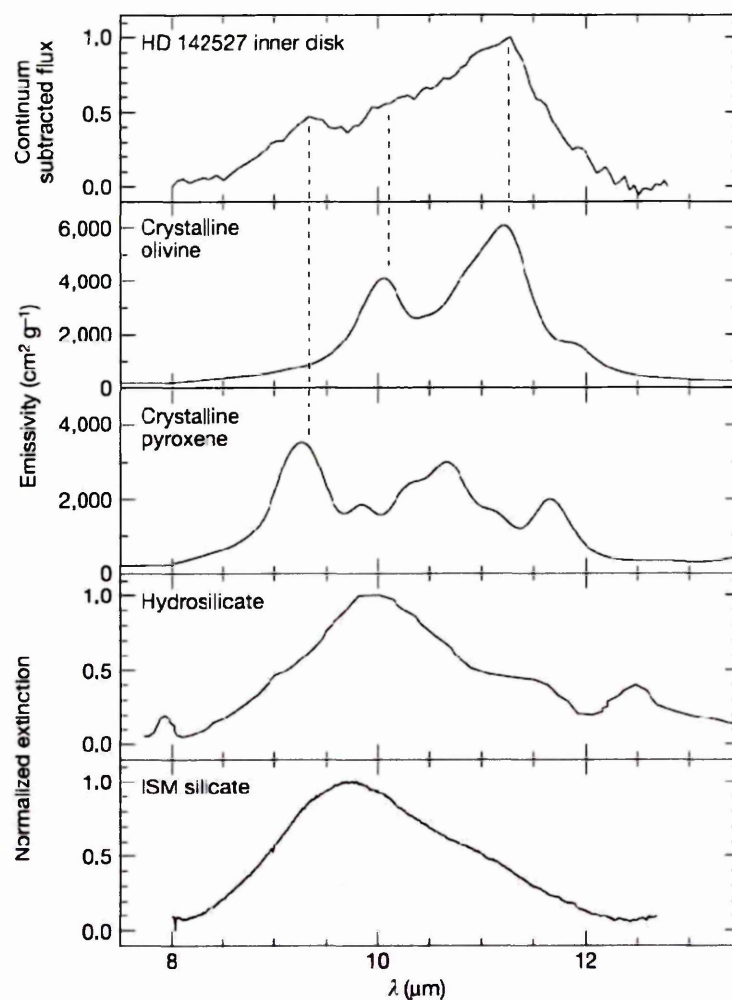 Continuum
subtracted flux
1.0
0.5
0.0
HD 142527 inner disk
Emissivity (cm² g⁻¹)
6,000
4,000
2,000
0
Crystalline
olivine
4,000
2,000
0
Crystalline
pyroxene
Normalized extinction
1.0
0.5
0.0
Hydrosilicate
1.0
0.5
0.0
ISM silicate
8
10
12
λ (μm)